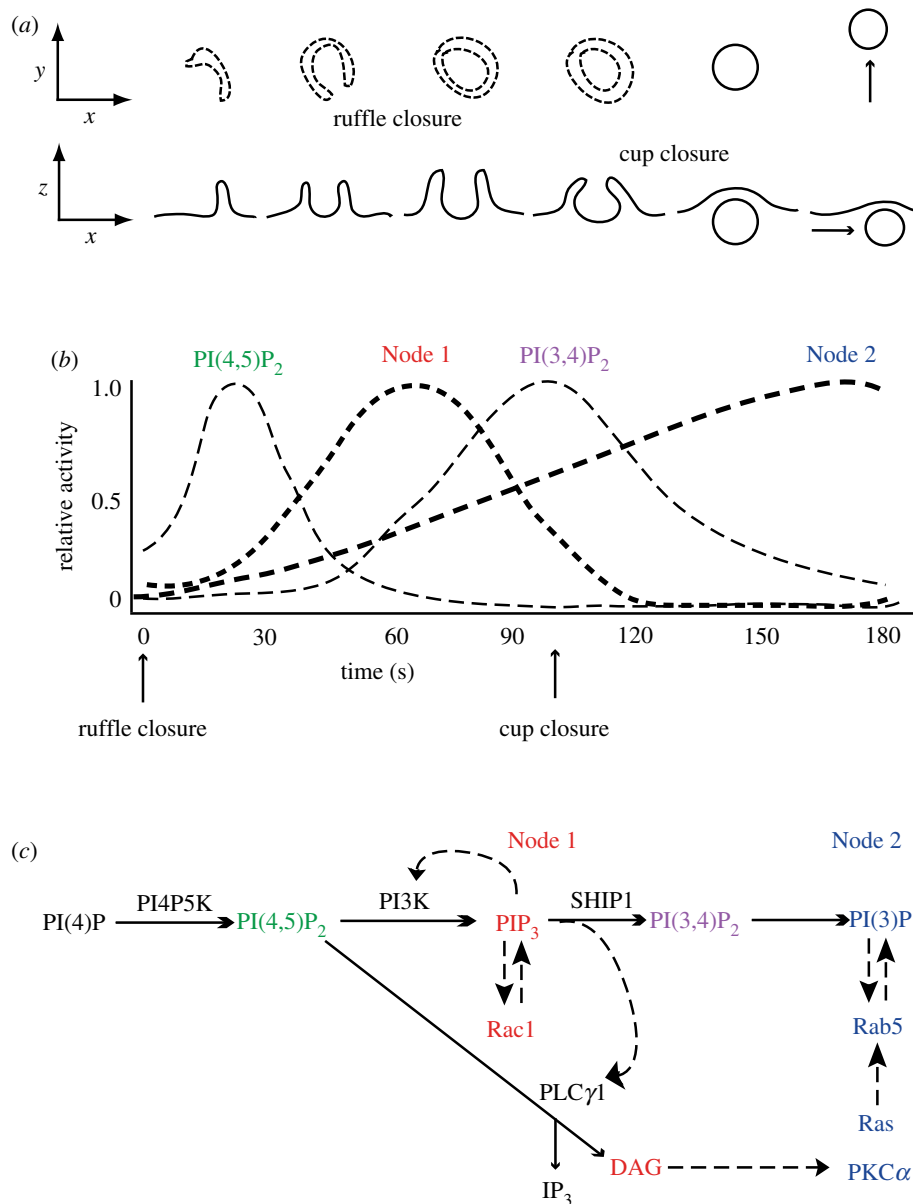 (a)
y
x
ruffle closure
cup closure
z
x
(b)
PI(4,5)P2 Node 1 PI(3,4)P2 Node 2
relative activity
1.0
0.5
0
0 30 60 90 120 150 180
time (s)
ruffle closure cup closure
(c)
Node 1 Node 2
PI(4)P PI4P5K PI(4,5)P2 PI3K PIP3 SHIP1 PI(3,4)P2 PI(3)P
Rac1 Rab5
PLCγ1
Ras
DAG PKCα
IP3